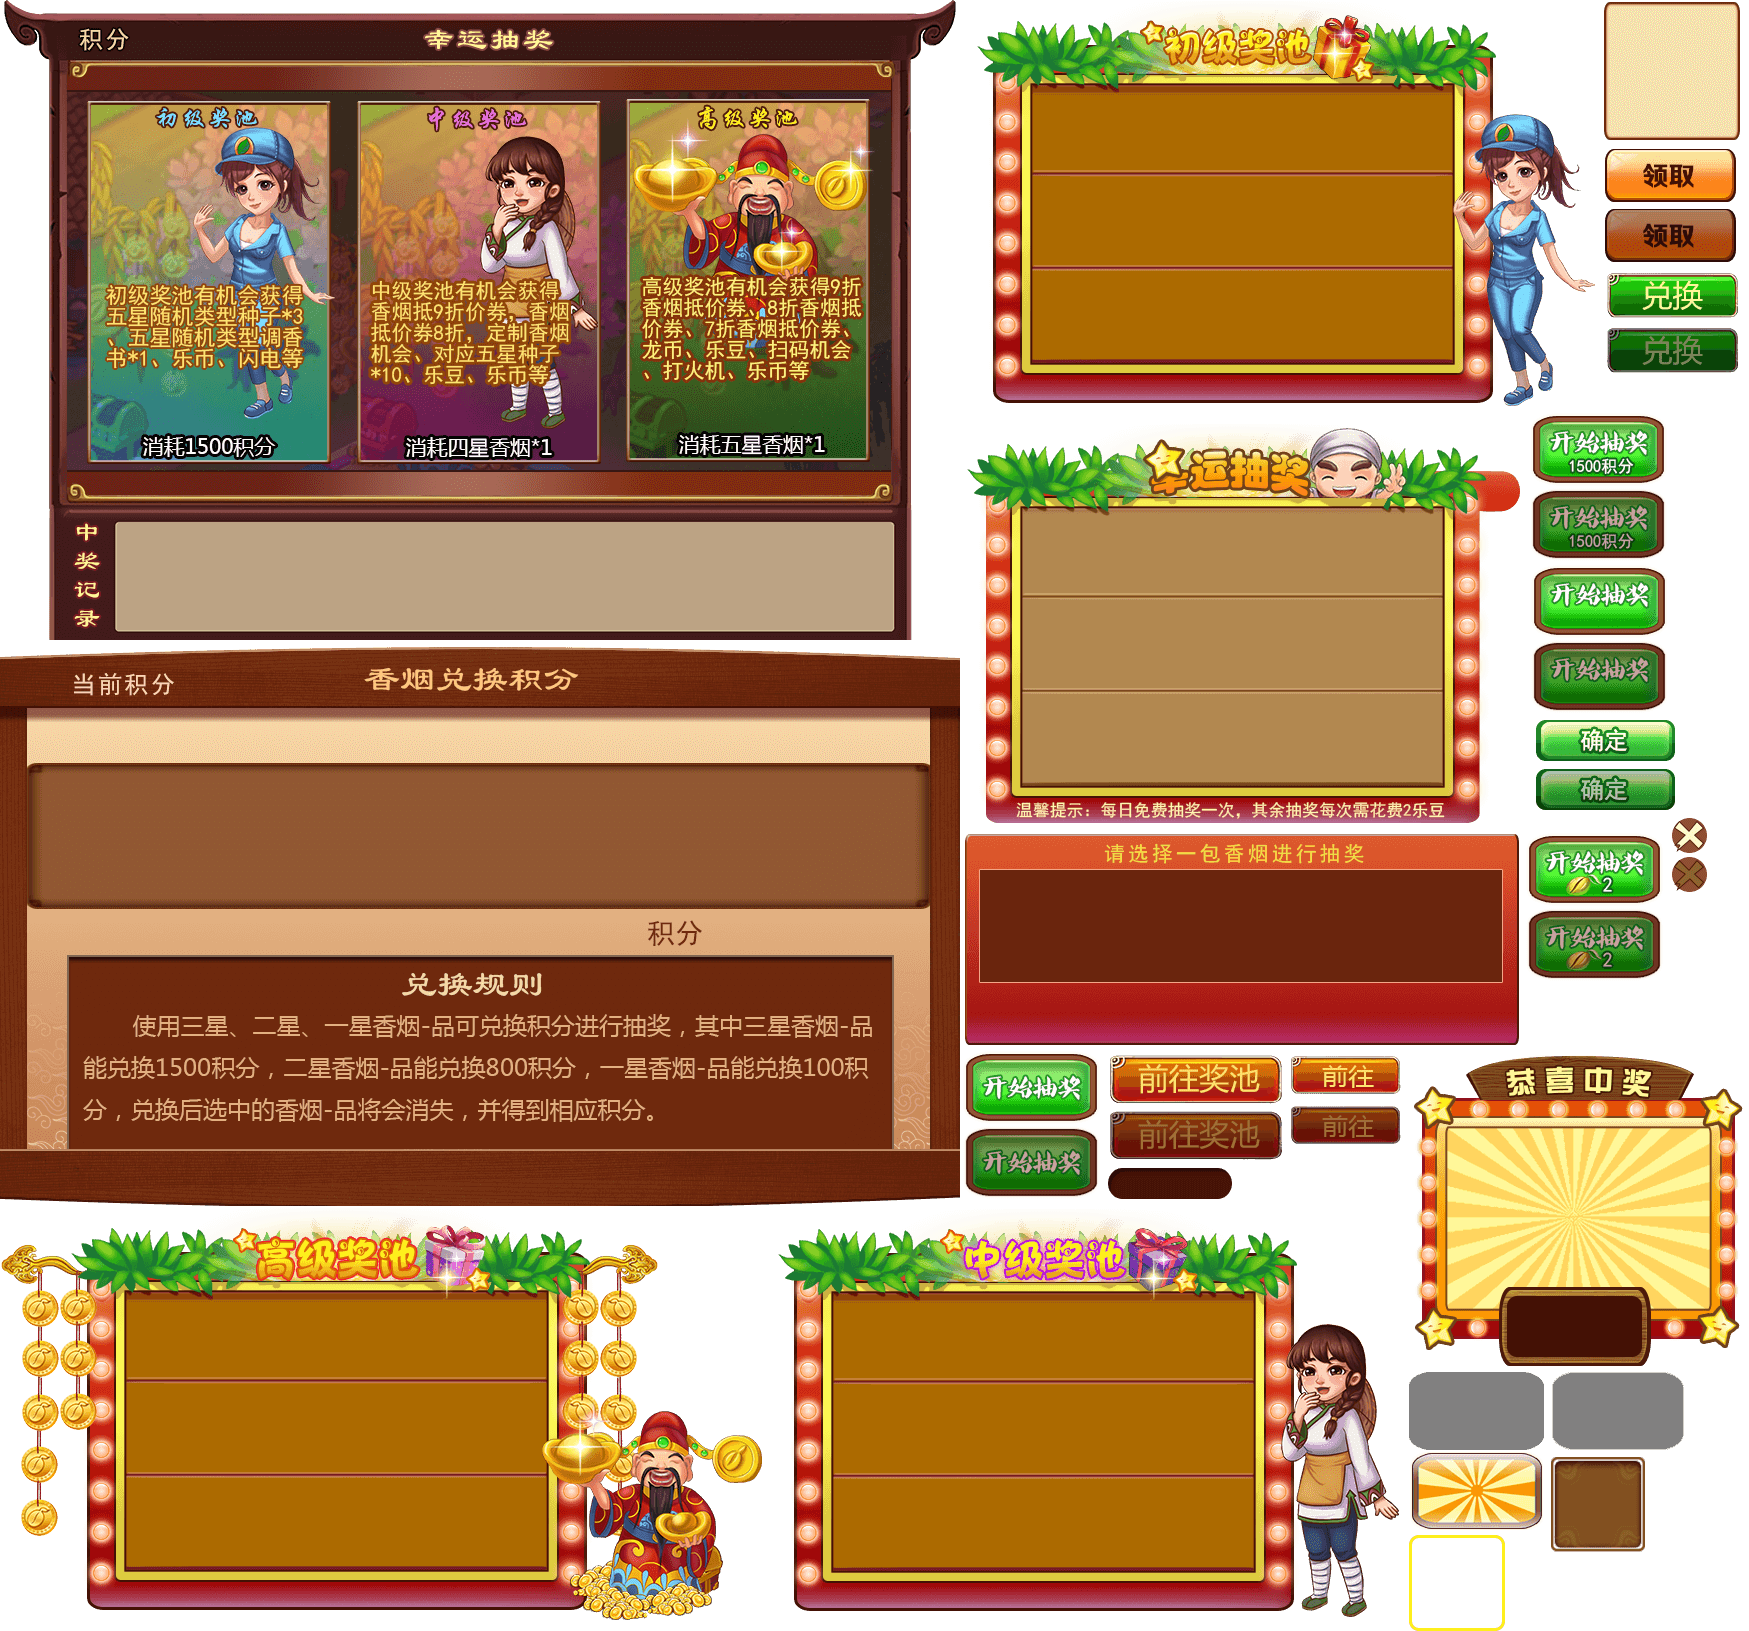 积分
幸运抽奖
初级奖池
初级奖池有机会获得
五星随机类型种子*3
、五星随机类型调香
书*1、乐币、闪电等
消耗1500积分
中级奖池
中级奖池有机会获得
香烟抵9折价券，香烟
抵价券8折，定制香烟
机会、对应五星种子
*10、乐豆、乐币等
消耗四星香烟*1
高级奖池
高级奖池有机会获得9折
香烟抵价券、8折香烟抵
价券、7折香烟抵价券、
龙币、乐豆、扫码机会
、打火机、乐币等
消耗五星香烟*1
中
奖
记
录
初级奖池
领取
领取
兑换
兑换
幸运抽奖
温馨提示：每日免费抽奖一次，其余抽奖每次需花费2乐豆
开始抽奖
1500积分
开始抽奖
1500积分
开始抽奖
开始抽奖
确定
确定
当前积分
香烟兑换积分
积分
兑换规则
使用三星、二星、一星香烟-品可兑换积分进行抽奖，其中三星香烟-品
能兑换1500积分，二星香烟-品能兑换800积分，一星香烟-品能兑换100积
分，兑换后选中的香烟-品将会消失，并得到相应积分。
请选择一包香烟进行抽奖
开始抽奖
2
开始抽奖
2
开始抽奖
开始抽奖
前往奖池
前往奖池
前往
前往
恭喜中奖
高级奖池
中级奖池